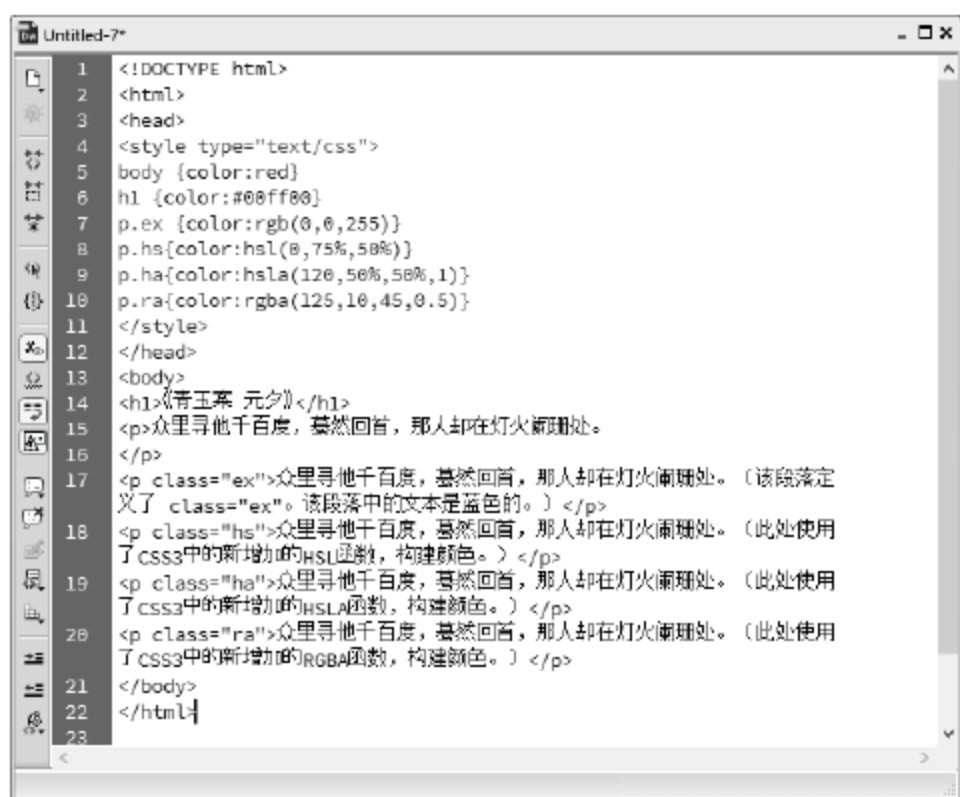 Untitled-7*
1 <!DOCTYPE html>
2 <html>
3 <head>
4 <style type="text/css">
5 body {color:red}
6 h1 {color:#00ff00}
7 p.ex {color:rgb(0,0,255)}
8 p.hs{color:hsl(0,75%,50%)}
9 p.ha{color:hsla(120,50%,50%,1)}
10 p.ra{color:rgba(125,10,45,0.5)}
11 </style>
12 </head>
13 <body>
14 <h1>《青玉案 元夕》</h1>
15 <p>众里寻他千百度，蓦然回首，那人却在灯火阑珊处。
16 </p>
17 <p class="ex">众里寻他千百度，蓦然回首，那人却在灯火阑珊处。（该段落定
义了 class="ex"。该段落中的文本是蓝色的。）</p>
18 <p class="hs">众里寻他千百度，蓦然回首，那人却在灯火阑珊处。（此处使用
了CSS3中的新增加的HSL函数，构建颜色。）</p>
19 <p class="ha">众里寻他千百度，蓦然回首，那人却在灯火阑珊处。（此处使用
了CSS3中的新增加的HSLA函数，构建颜色。）</p>
20 <p class="ra">众里寻他千百度，蓦然回首，那人却在灯火阑珊处。（此处使用
了CSS3中的新增加的RGBA函数，构建颜色。）</p>
21 </body>
22 </html>
23